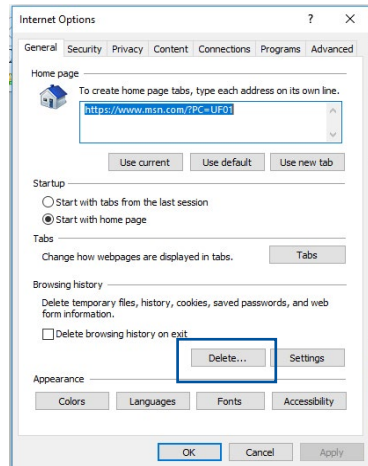 Internet Options ? X
General Security Privacy Content Connections Programs Advanced
Home page
To create home page tabs, type each address on its own line.
https://www.msn.com/?PC=UF01
Use current Use default Use new tab
Startup
Start with tabs from the last session
Start with home page
Tabs
Change how webpages are displayed in tabs. Tabs
Browsing history
Delete temporary files, history, cookies, saved passwords, and web
form information.
Delete browsing history on exit
Delete... Settings
Appearance
Colors Languages Fonts Accessibility
OK Cancel Apply